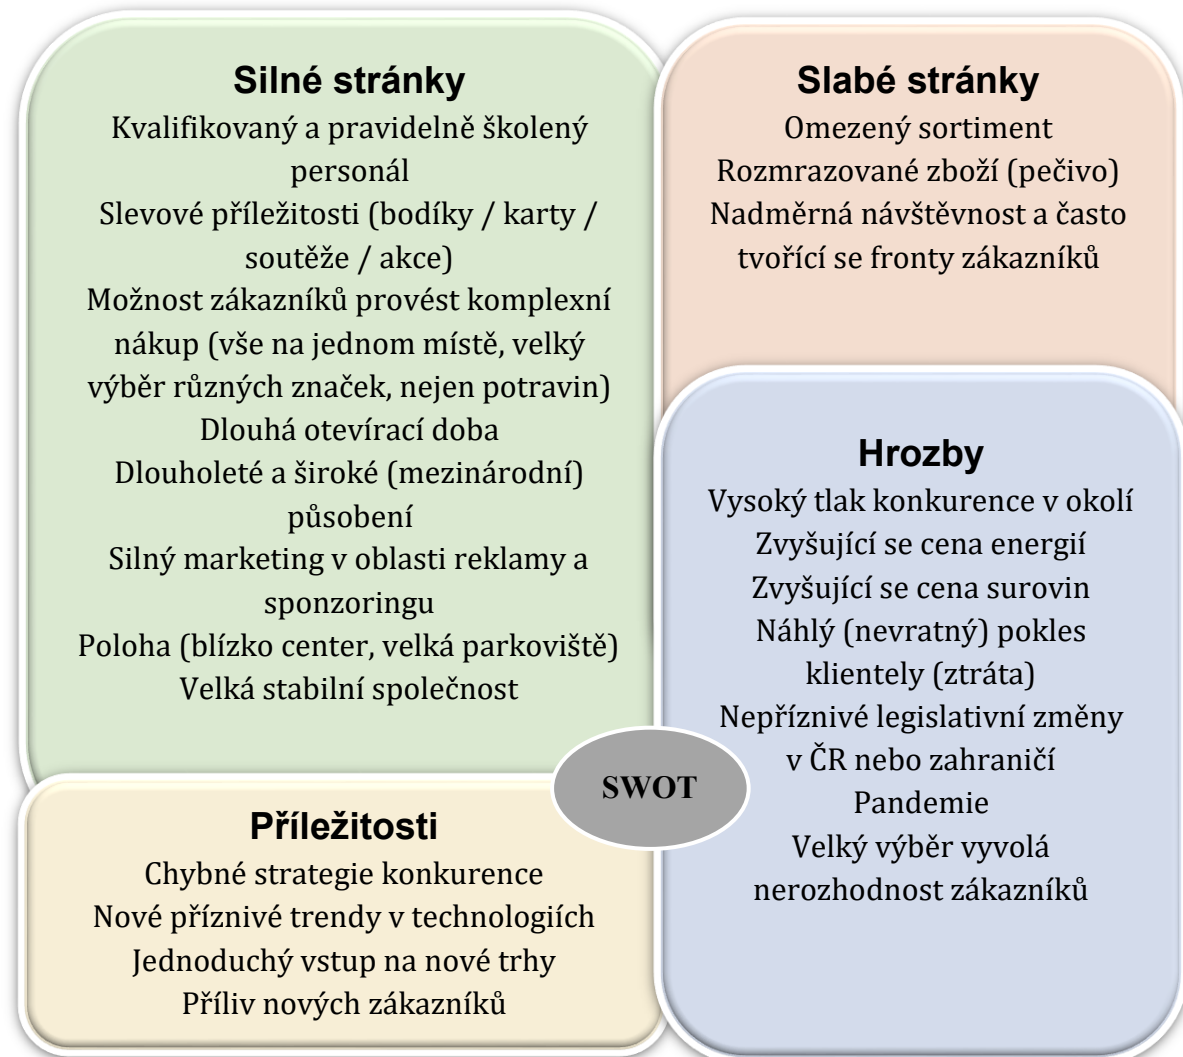 Silné stránky
Kvalifikovaný a pravidelně školený
personál
Slevové příležitosti (bodíky / karty /
soutěže / akce)
Možnost zákazníků provést komplexní
nákup (vše na jednom místě, velký
výběr různých značek, nejen potravin)
Dlouhá otevírací doba
Dlouholeté a široké (mezinárodní)
působení
Silný marketing v oblasti reklamy a
sponzoringu
Poloha (blízko center, velká parkoviště)
Velká stabilní společnost
Slabé stránky
Omezený sortiment
Rozmrazované zboží (pečivo)
Nadměrná návštěvnost a často
tvořící se fronty zákazníků
Příležitosti
Chybné strategie konkurence
Nové příznivé trendy v technologiích
Jednoduchý vstup na nové trhy
Příliv nových zákazníků
Hrozby
Vysoký tlak konkurence v okolí
Zvyšující se cena energií
Zvyšující se cena surovin
Náhlý (nevratný) pokles
klientely (ztráta)
Nepříznivé legislativní změny
v ČR nebo zahraničí
Pandemie
Velký výběr vyvolá
nerozhodnost zákazníků
SWOT